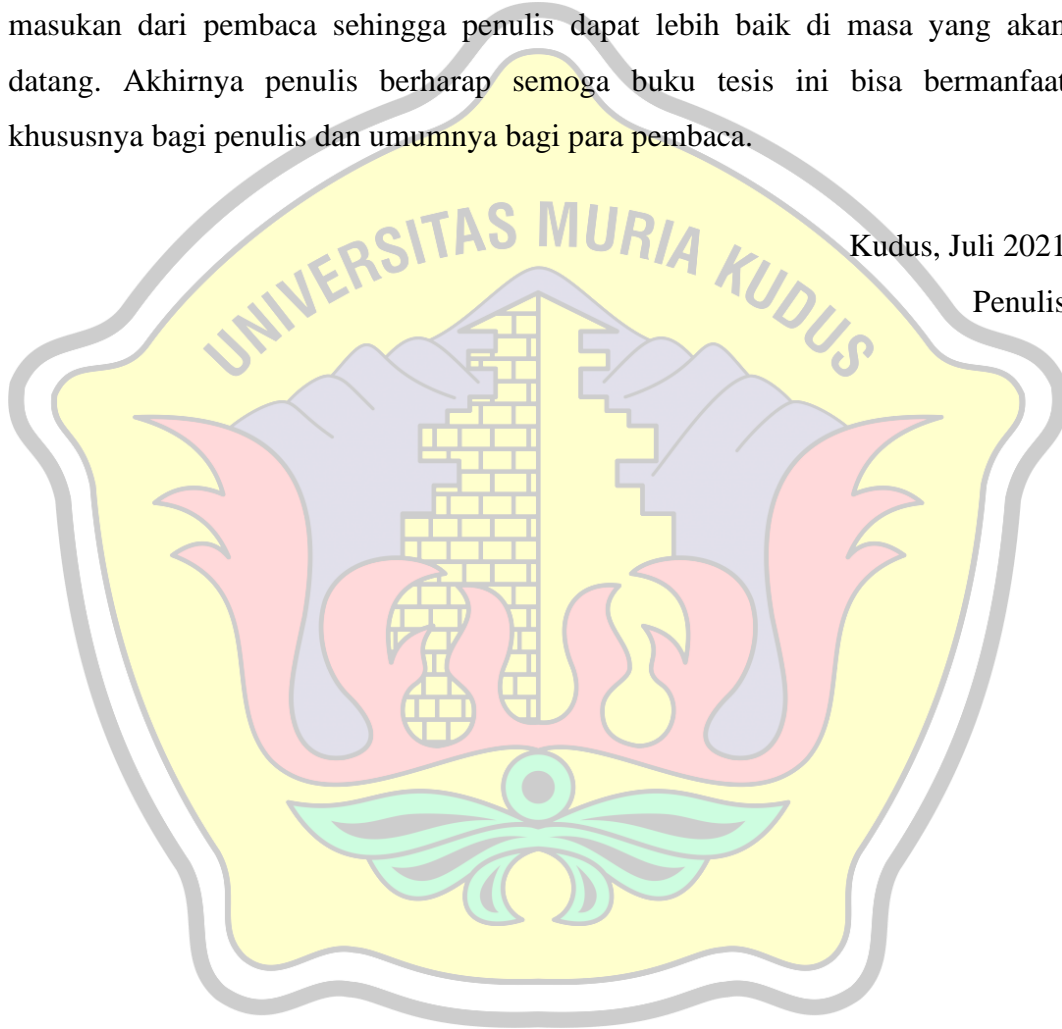 masukan dari pembaca sehingga penulis dapat lebih baik di masa yang akan
datang. Akhirnya penulis berharap semoga buku tesis ini bisa bermanfaat
khususnya bagi penulis dan umumnya bagi para pembaca.
UNIVERSITAS MURIA KUDUS
Kudus, Juli 2021
Penulis